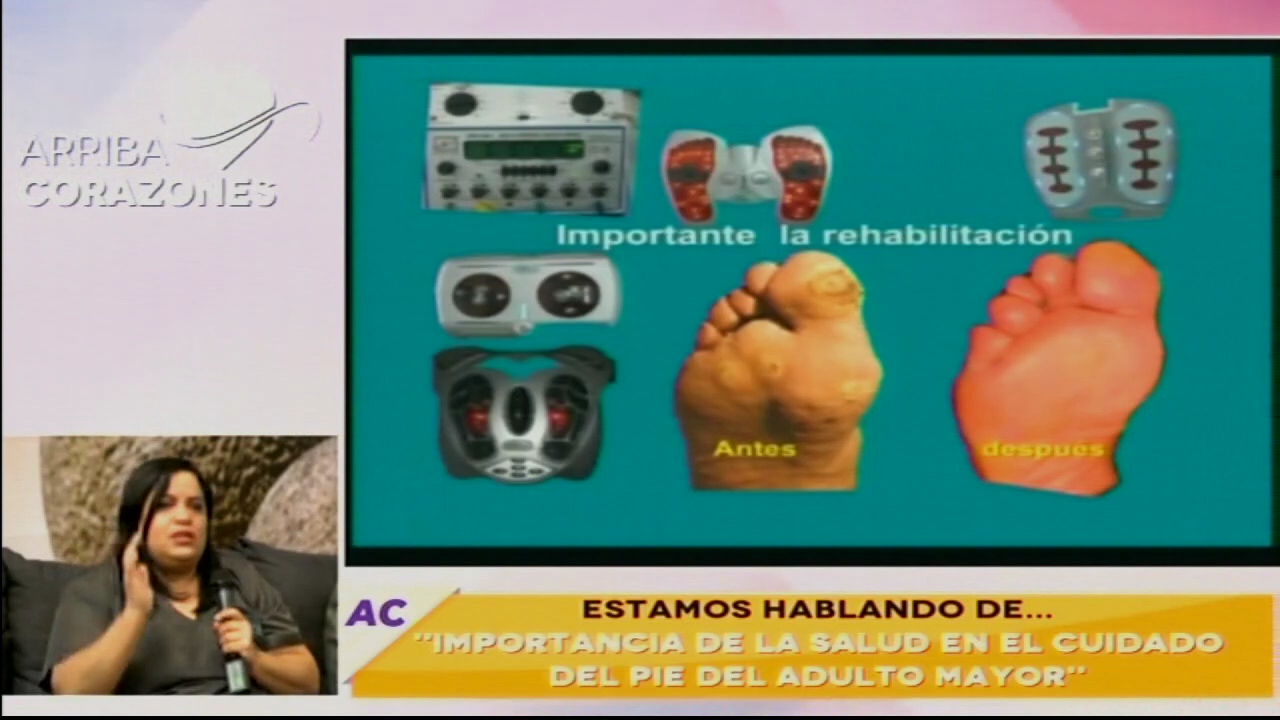 ARRIBA
CORAZONES
Importante la rehabilitación
Antes
después
AC
ESTAMOS HABLANDO DE...
"IMPORTANCIA DE LA SALUD EN EL CUIDADO
DEL PIE DEL ADULTO MAYOR"